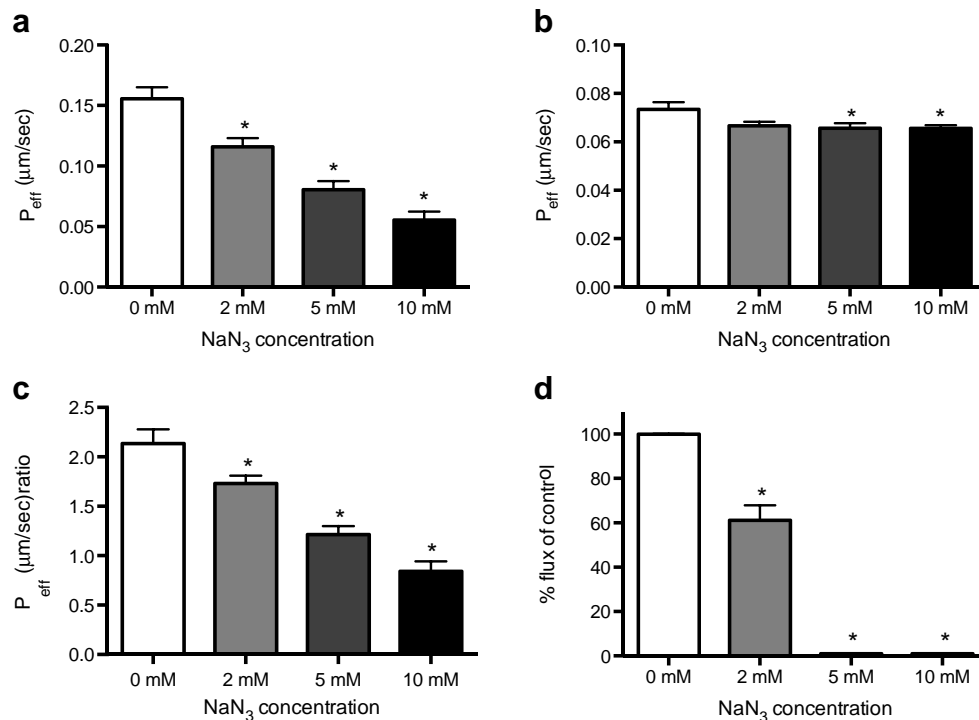 a
P_eff (µm/sec)
0.20
0.15
0.10
0.05
0.00
*
*
*
0 mM 2 mM 5 mM 10 mM
NaN3 concentration
b
P_eff (µm/sec)
0.10
0.08
0.06
0.04
0.02
0.00
* *
0 mM 2 mM 5 mM 10 mM
NaN3 concentration
c
P_eff (µm/sec)ratio
2.5
2.0
1.5
1.0
0.5
0.0
*
*
*
0 mM 2 mM 5 mM 10 mM
NaN3 concentration
d
% flux of control
100
80
60
40
20
0
*
* *
0 mM 2 mM 5 mM 10 mM
NaN3 concentration